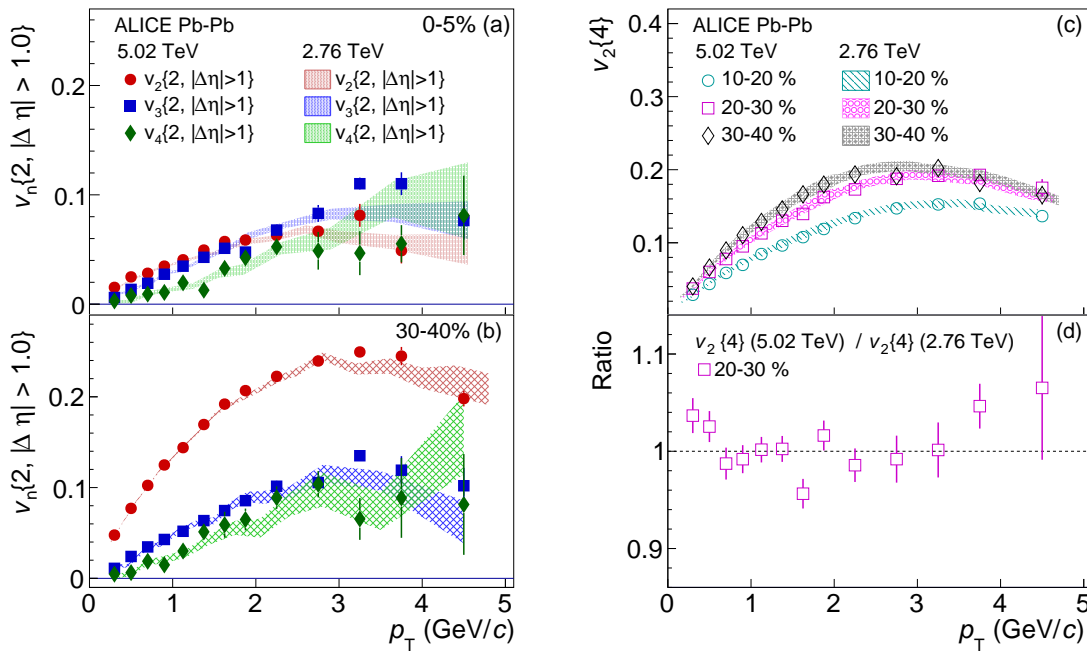 ALICE Pb-Pb 0-5% (a)
5.02 TeV 2.76 TeV
v2{2, |Δη|>1} v2{2, |Δη|>1}
v3{2, |Δη|>1} v3{2, |Δη|>1}
v4{2, |Δη|>1} v4{2, |Δη|>1}
vn{2, |Δ η| > 1.0}
0.2
0.1
0
30-40% (b)
vn{2, |Δ η| > 1.0}
0.2
0.1
0
0 1 2 3 4 5
pT (GeV/c)
ALICE Pb-Pb (c)
5.02 TeV 2.76 TeV
10-20 % 10-20 %
20-30 % 20-30 %
30-40 % 30-40 %
v2{4}
0.4
0.3
0.2
0.1
v2 {4} (5.02 TeV) / v2{4} (2.76 TeV) (d)
20-30 %
Ratio
1.1
1
0.9
0 1 2 3 4 5
pT (GeV/c)